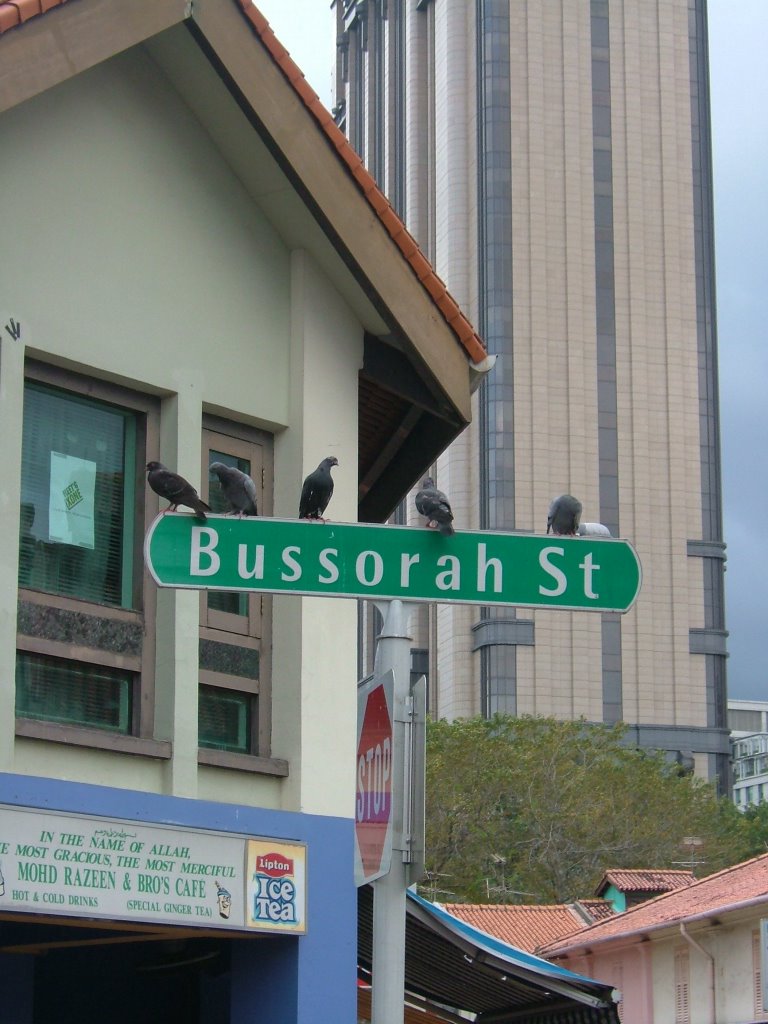 Bussorah St
STOP
IN THE NAME OF ALLAH,
E MOST GRACIOUS, THE MOST MERCIFUL
MOHD RAZEEN & BRO'S CAFE
HOT & COLD DRINKS (SPECIAL GINGER TEA)
Lipton
ICE
TEA